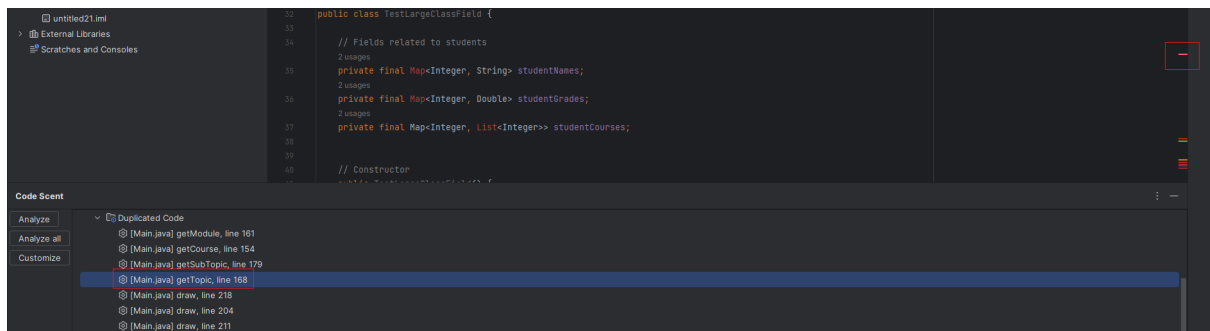 untitled21.iml
External Libraries
Scratches and Consoles
32 public class TestLargeClassField {
33
34 // Fields related to students
2 usages
35 private final Map<Integer, String> studentNames;
2 usages
36 private final Map<Integer, Double> studentGrades;
2 usages
37 private final Map<Integer, List<Integer>> studentCourses;
38
39
40 // Constructor
public TestLargeClassField() {
Code Scent
Analyze
Analyze all
Customize
Duplicated Code
[Main.java] getModule, line 161
[Main.java] getCourse, line 154
[Main.java] getSubTopic, line 179
[Main.java] getTopic, line 168
[Main.java] draw, line 218
[Main.java] draw, line 204
[Main.java] draw, line 211